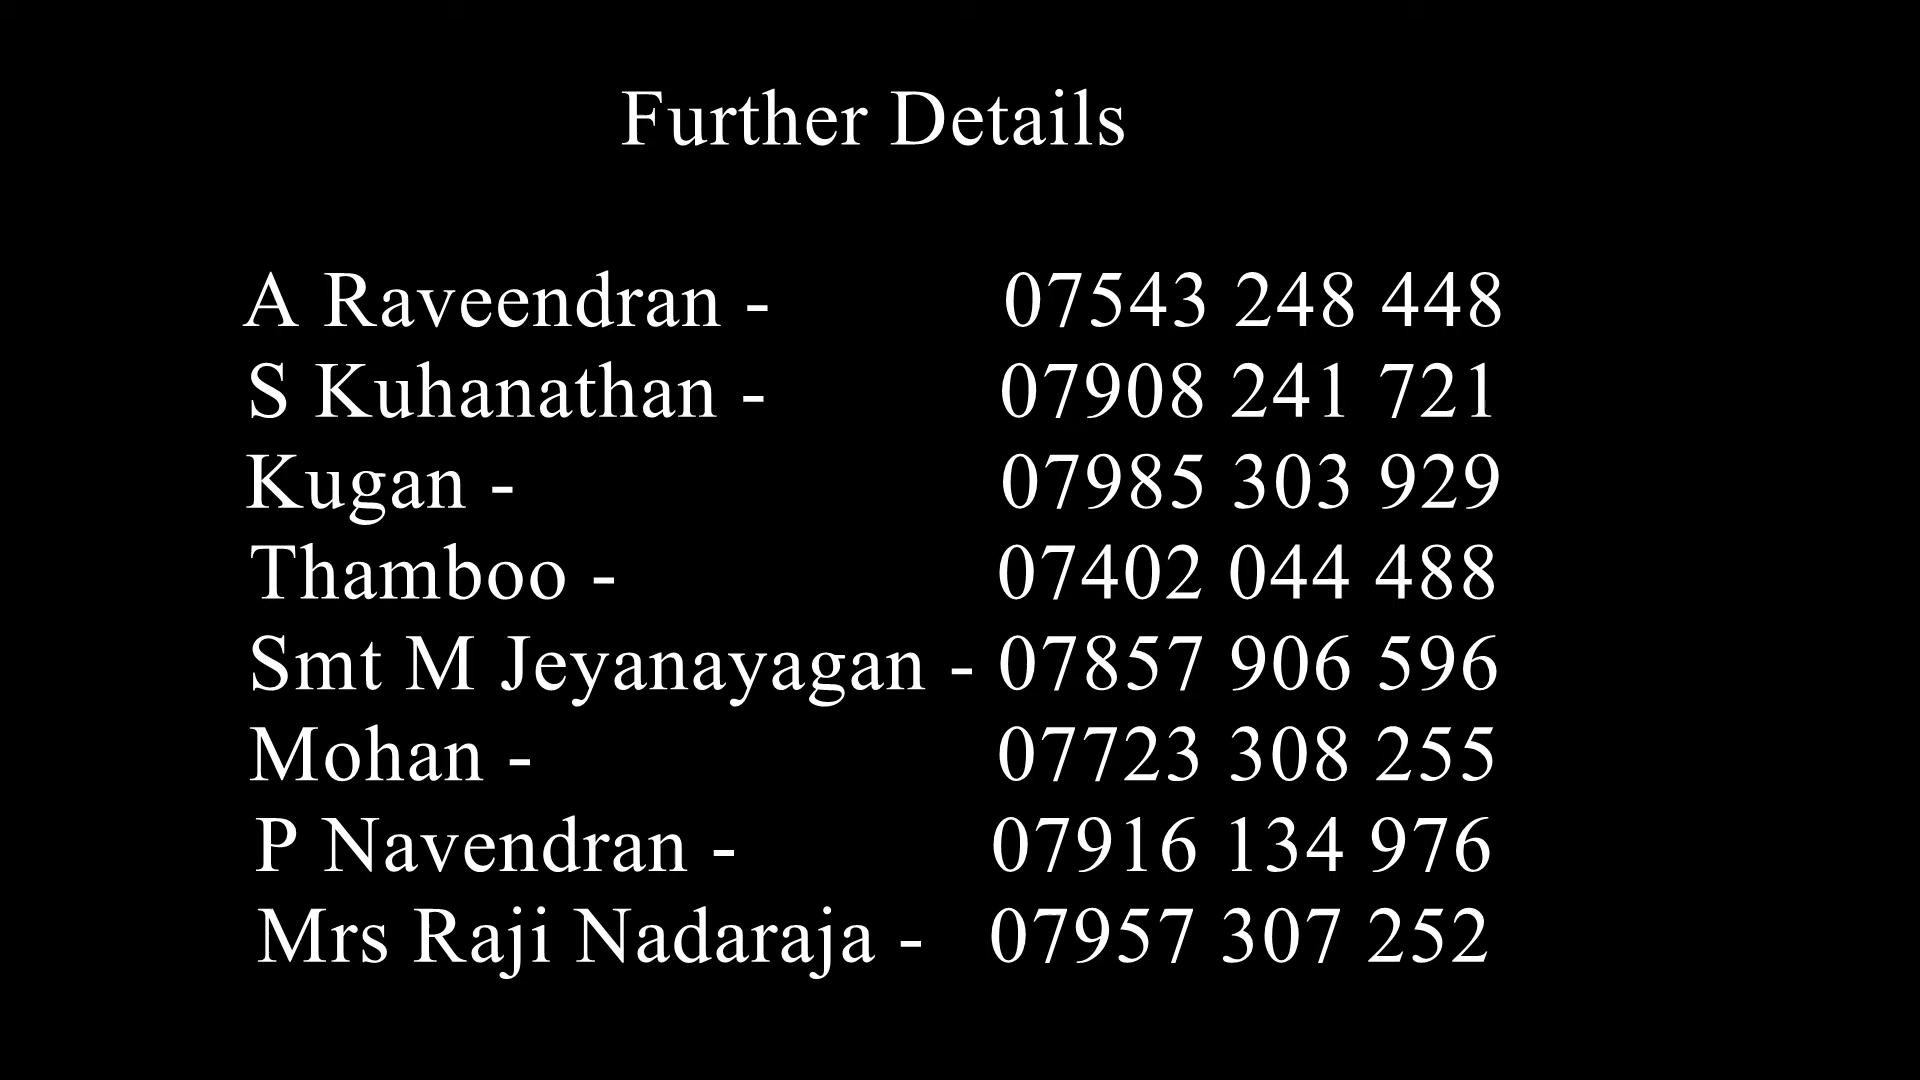 Further Details
A Raveendran - 07543 248 448
S Kuhanathan - 07908 241 721
Kugan - 07985 303 929
Thamboo - 07402 044 488
Smt M Jeyanayagan - 07857 906 596
Mohan - 07723 308 255
P Navendran - 07916 134 976
Mrs Raji Nadaraja - 07957 307 252